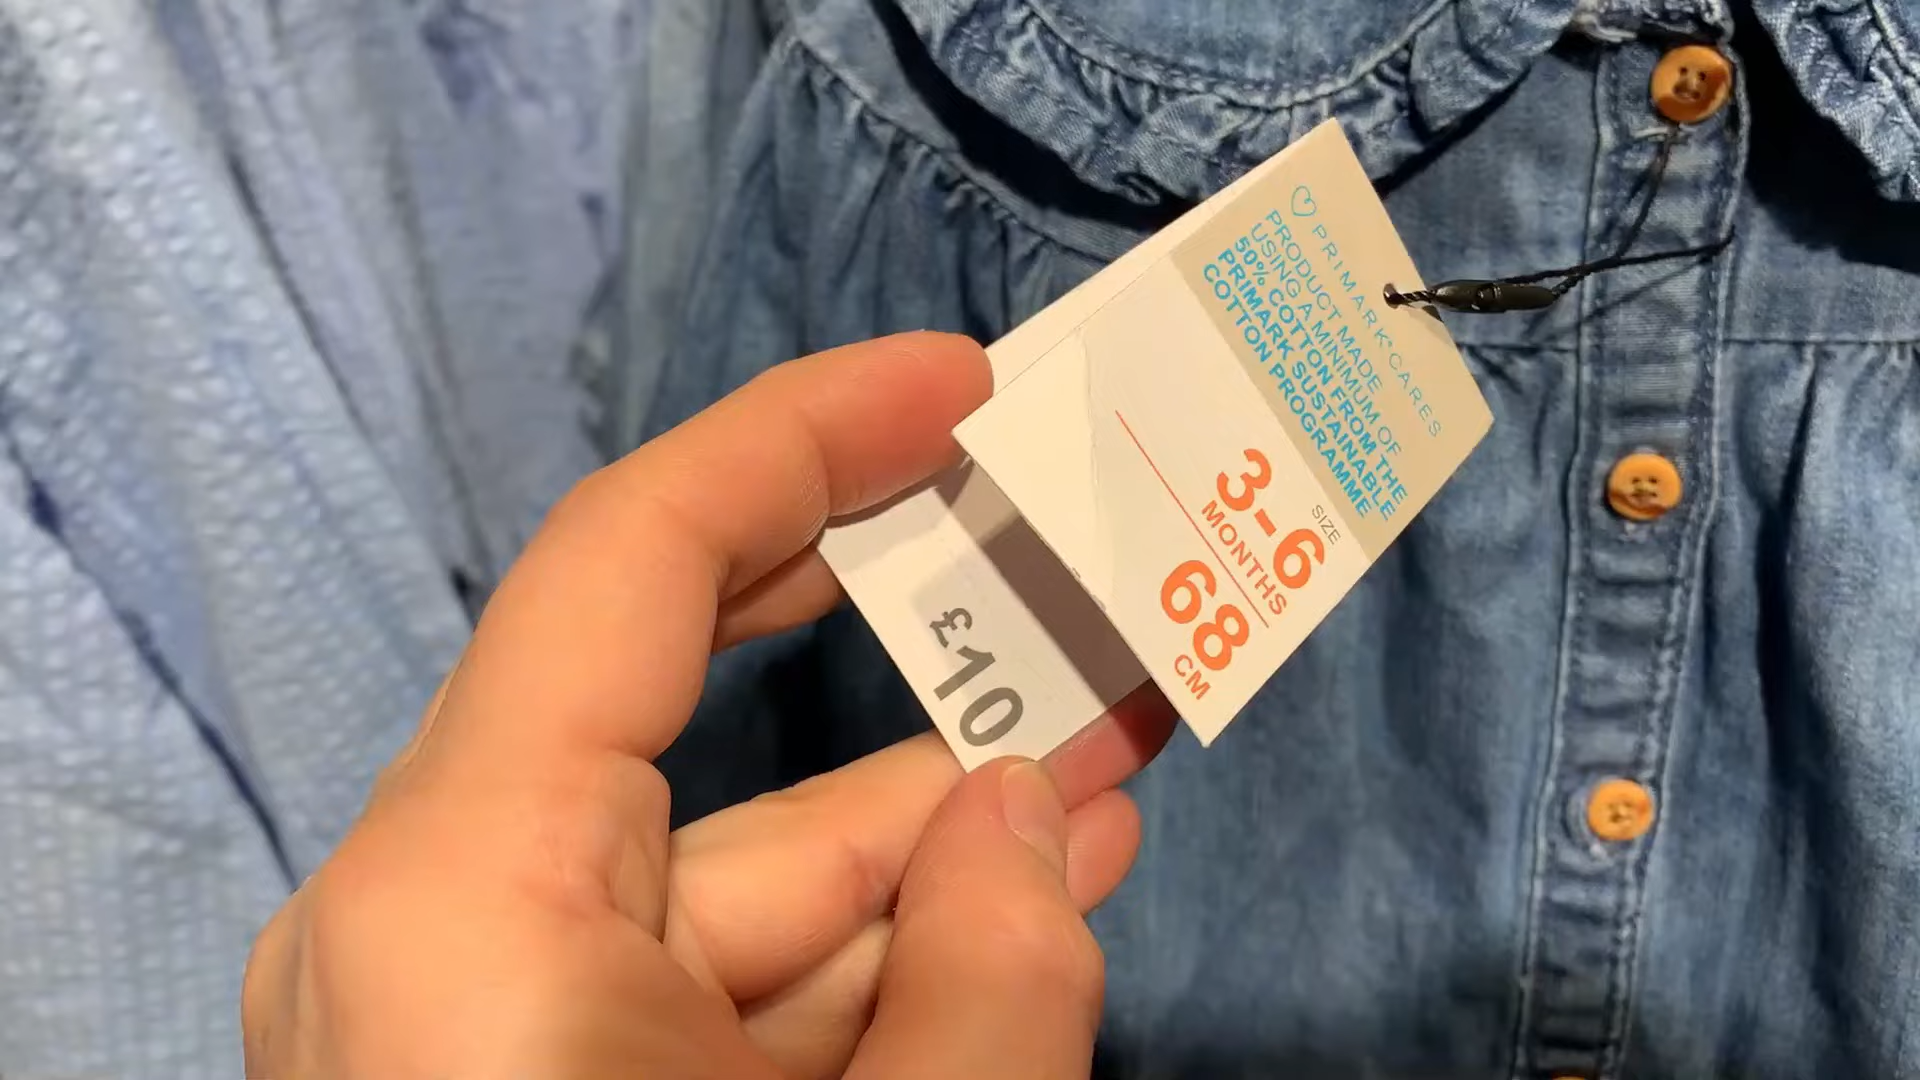 PRIMARK® CARES
PRODUCT MADE
USING A MINIMUM OF
50% COTTON FROM THE
PRIMARK SUSTAINABLE
COTTON PROGRAMME
SIZE
3-6
MONTHS
68
CM
£10